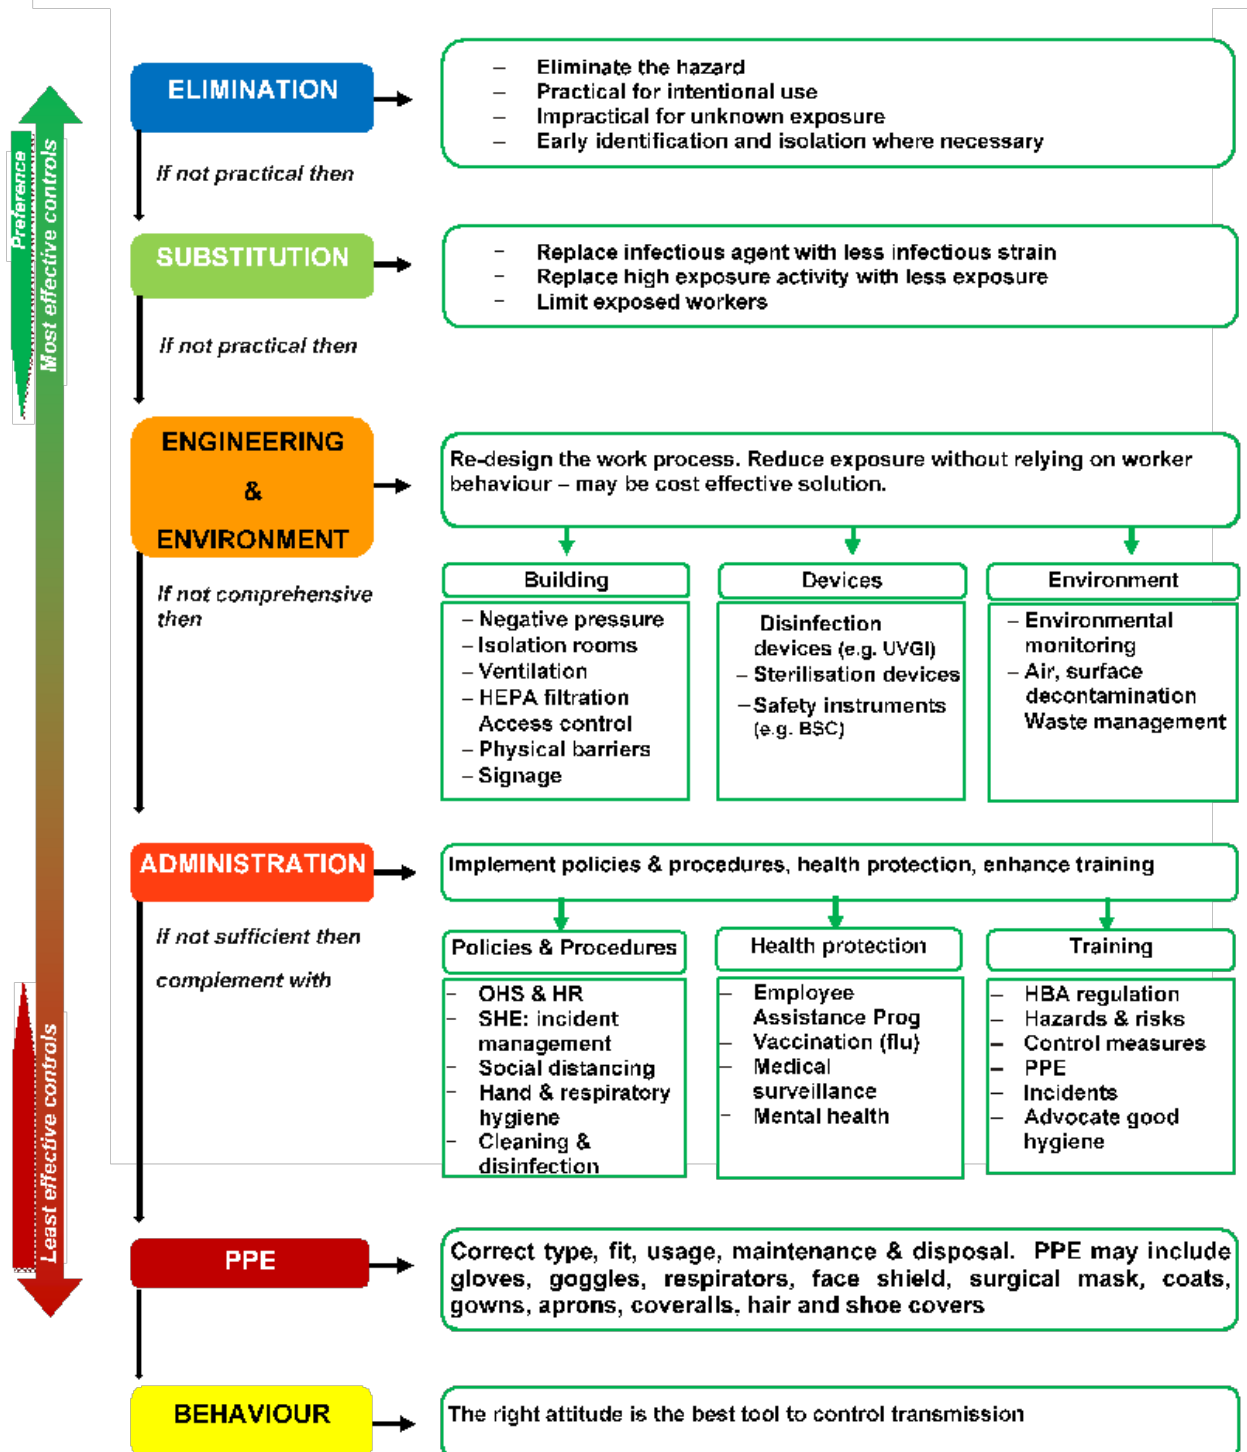 Preference
Most effective controls
Least effective controls
ELIMINATION
– Eliminate the hazard
– Practical for intentional use
– Impractical for unknown exposure
– Early identification and isolation where necessary
If not practical then
SUBSTITUTION
– Replace infectious agent with less infectious strain
– Replace high exposure activity with less exposure
– Limit exposed workers
If not practical then
ENGINEERING
&
ENVIRONMENT
Re-design the work process. Reduce exposure without relying on worker
behaviour – may be cost effective solution.
If not comprehensive
then
Building
– Negative pressure
– Isolation rooms
– Ventilation
– HEPA filtration
Access control
– Physical barriers
– Signage
Devices
Disinfection
devices (e.g. UVGI)
– Sterilisation devices
– Safety instruments
(e.g. BSC)
Environment
– Environmental
monitoring
– Air, surface
decontamination
Waste management
ADMINISTRATION
Implement policies & procedures, health protection, enhance training
If not sufficient then
complement with
Policies & Procedures
– OHS & HR
– SHE: incident
management
– Social distancing
– Hand & respiratory
hygiene
– Cleaning &
disinfection
Health protection
– Employee
Assistance Prog
– Vaccination (flu)
– Medical
surveillance
– Mental health
Training
– HBA regulation
– Hazards & risks
– Control measures
– PPE
– Incidents
– Advocate good
hygiene
PPE
Correct type, fit, usage, maintenance & disposal. PPE may include
gloves, goggles, respirators, face shield, surgical mask, coats,
gowns, aprons, coveralls, hair and shoe covers
BEHAVIOUR
The right attitude is the best tool to control transmission